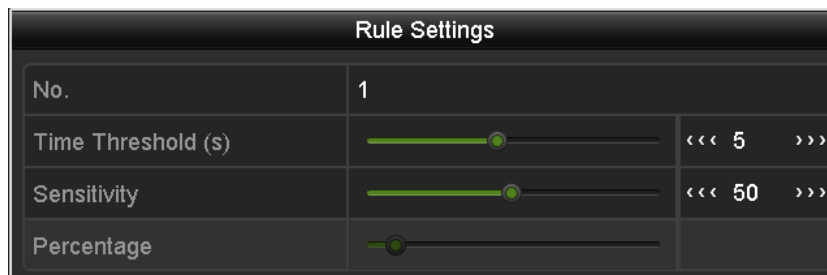 Rule Settings
No. 1
Time Threshold (s) ‹‹‹ 5 ›››
Sensitivity ‹‹‹ 50 ›››
Percentage